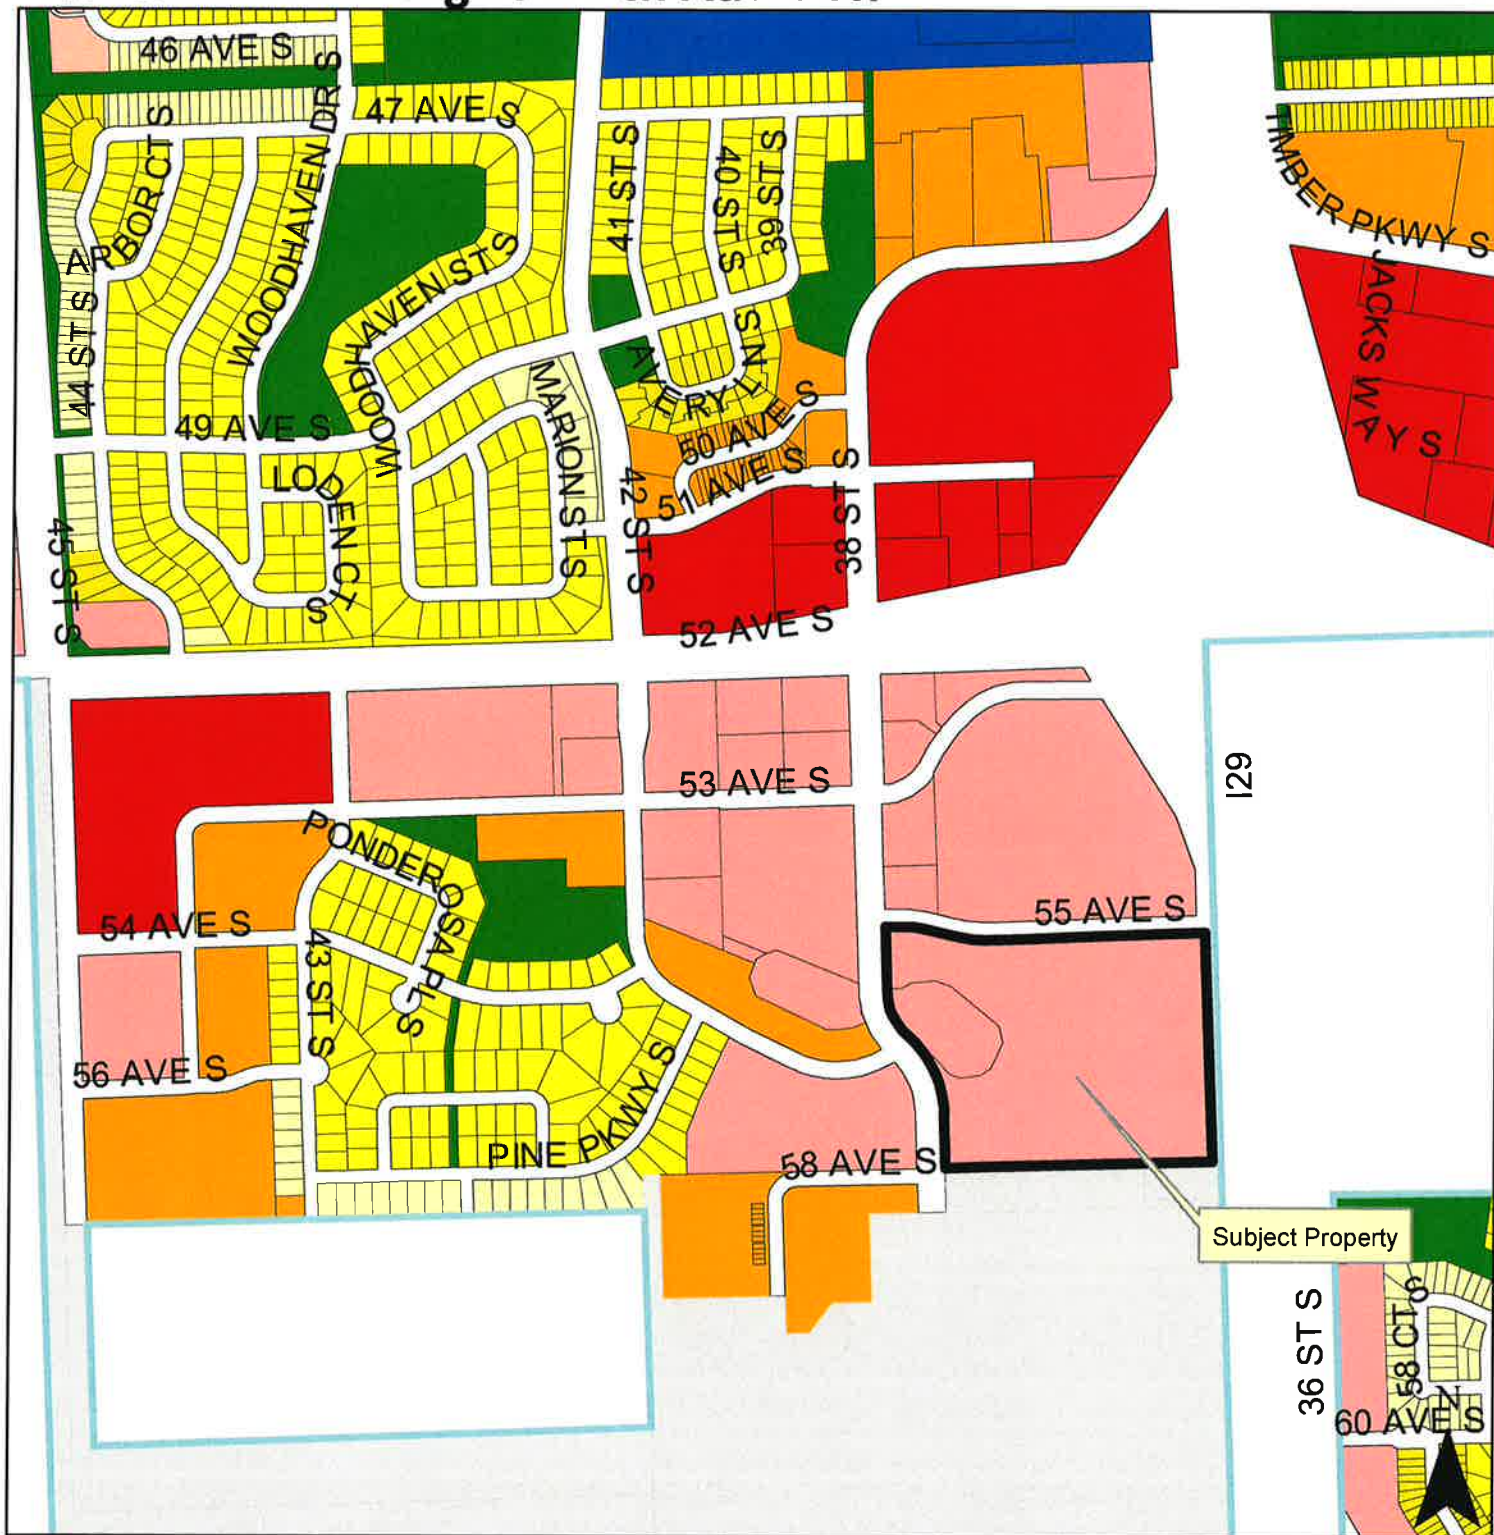 46 AVE S
47 AVE S
ARBOR CT S
WOODHAVEN DR S
41 ST S
40 ST S
39 ST S
TIMBER PKWY S
JACKS WAY S
44 ST S
WOODHAVEN ST S
AVERY LN S
MARION ST S
49 AVE S
50 AVE S
51 AVE S
LODEN CT S
45 ST S
42 ST S
38 ST S
52 AVE S
53 AVE S
I29
PONDEROSA PL S
54 AVE S
55 AVE S
43 ST S
56 AVE S
PINE PKWY S
58 AVE S
Subject Property
36 ST S
58 CT S
N
60 AVE S